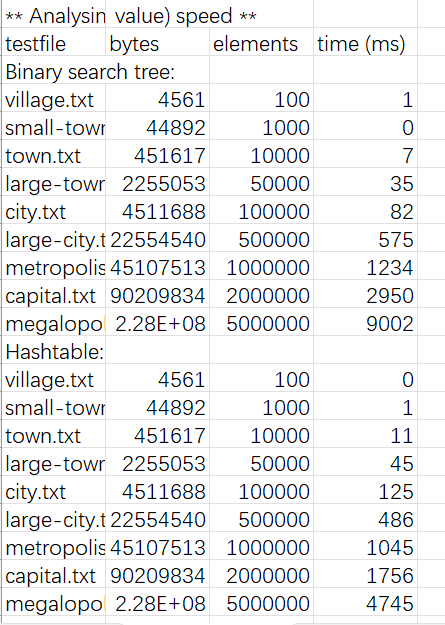 ** Analysin value) speed **
testfile bytes elements time (ms)
Binary search tree:
village.txt 4561 100 1
small-town 44892 1000 0
town.txt 451617 10000 7
large-town 2255053 50000 35
city.txt 4511688 100000 82
large-city.t 22554540 500000 575
metropolis 45107513 1000000 1234
capital.txt 90209834 2000000 2950
megalopo 2.28E+08 5000000 9002
Hashtable:
village.txt 4561 100 0
small-town 44892 1000 1
town.txt 451617 10000 11
large-town 2255053 50000 45
city.txt 4511688 100000 125
large-city.t 22554540 500000 486
metropolis 45107513 1000000 1045
capital.txt 90209834 2000000 1756
megalopo 2.28E+08 5000000 4745